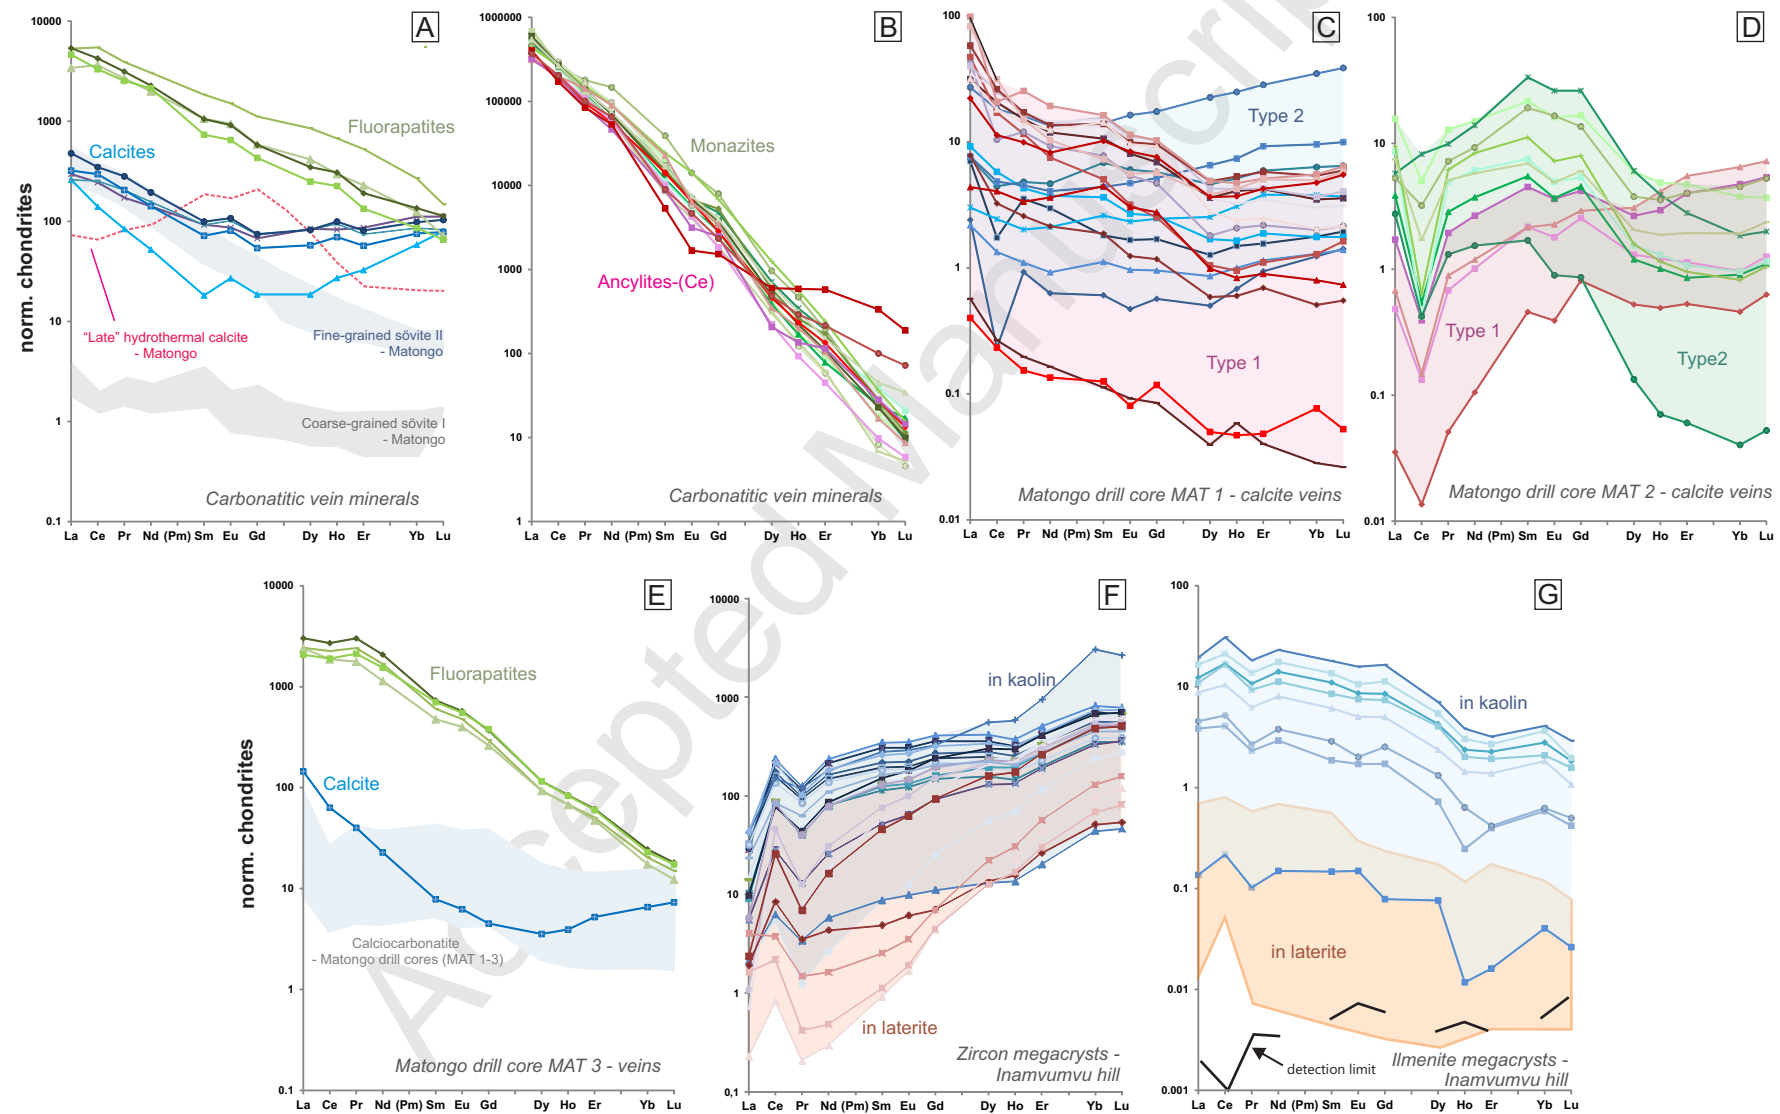 A
10000
1000
100
10
1
0.1
norm. chondrites
Fluorapatites
Calcites
"Late" hydrothermal calcite
- Matongo
Fine-grained sövite II
- Matongo
Coarse-grained sövite I
- Matongo
Carbonatitic vein minerals
La Ce Pr Nd (Pm) Sm Eu Gd Dy Ho Er Yb Lu
B
1000000
100000
10000
1000
100
10
1
Monazites
Ancylites-(Ce)
Carbonatitic vein minerals
La Ce Pr Nd (Pm) Sm Eu Gd Dy Ho Er Yb Lu
C
100
10
1
0.1
0.01
Type 2
Type 1
Matongo drill core MAT 1 - calcite veins
La Ce Pr Nd (Pm) Sm Eu Gd Dy Ho Er Yb Lu
D
100
10
1
0.1
0.01
Type 1
Type2
Matongo drill core MAT 2 - calcite veins
La Ce Pr Nd (Pm) Sm Eu Gd Dy Ho Er Yb Lu
E
10000
1000
100
10
1
0.1
norm. chondrites
Fluorapatites
Calcite
Calciocarbonatite
- Matongo drill cores (MAT 1-3)
Matongo drill core MAT 3 - veins
La Ce Pr Nd (Pm) Sm Eu Gd Dy Ho Er Yb Lu
F
10000
1000
100
10
1
0,1
in kaolin
in laterite
Zircon megacrysts -
Inamvumvu hill
La Ce Pr Nd (Pm) Sm Eu Gd Dy Ho Er Yb Lu
G
100
10
1
0.1
0.01
0.001
in kaolin
in laterite
detection limit
Ilmenite megacrysts -
Inamvumvu hill
La Ce Pr Nd (Pm) Sm Eu Gd Dy Ho Er Yb Lu
Accepted Manuscrip